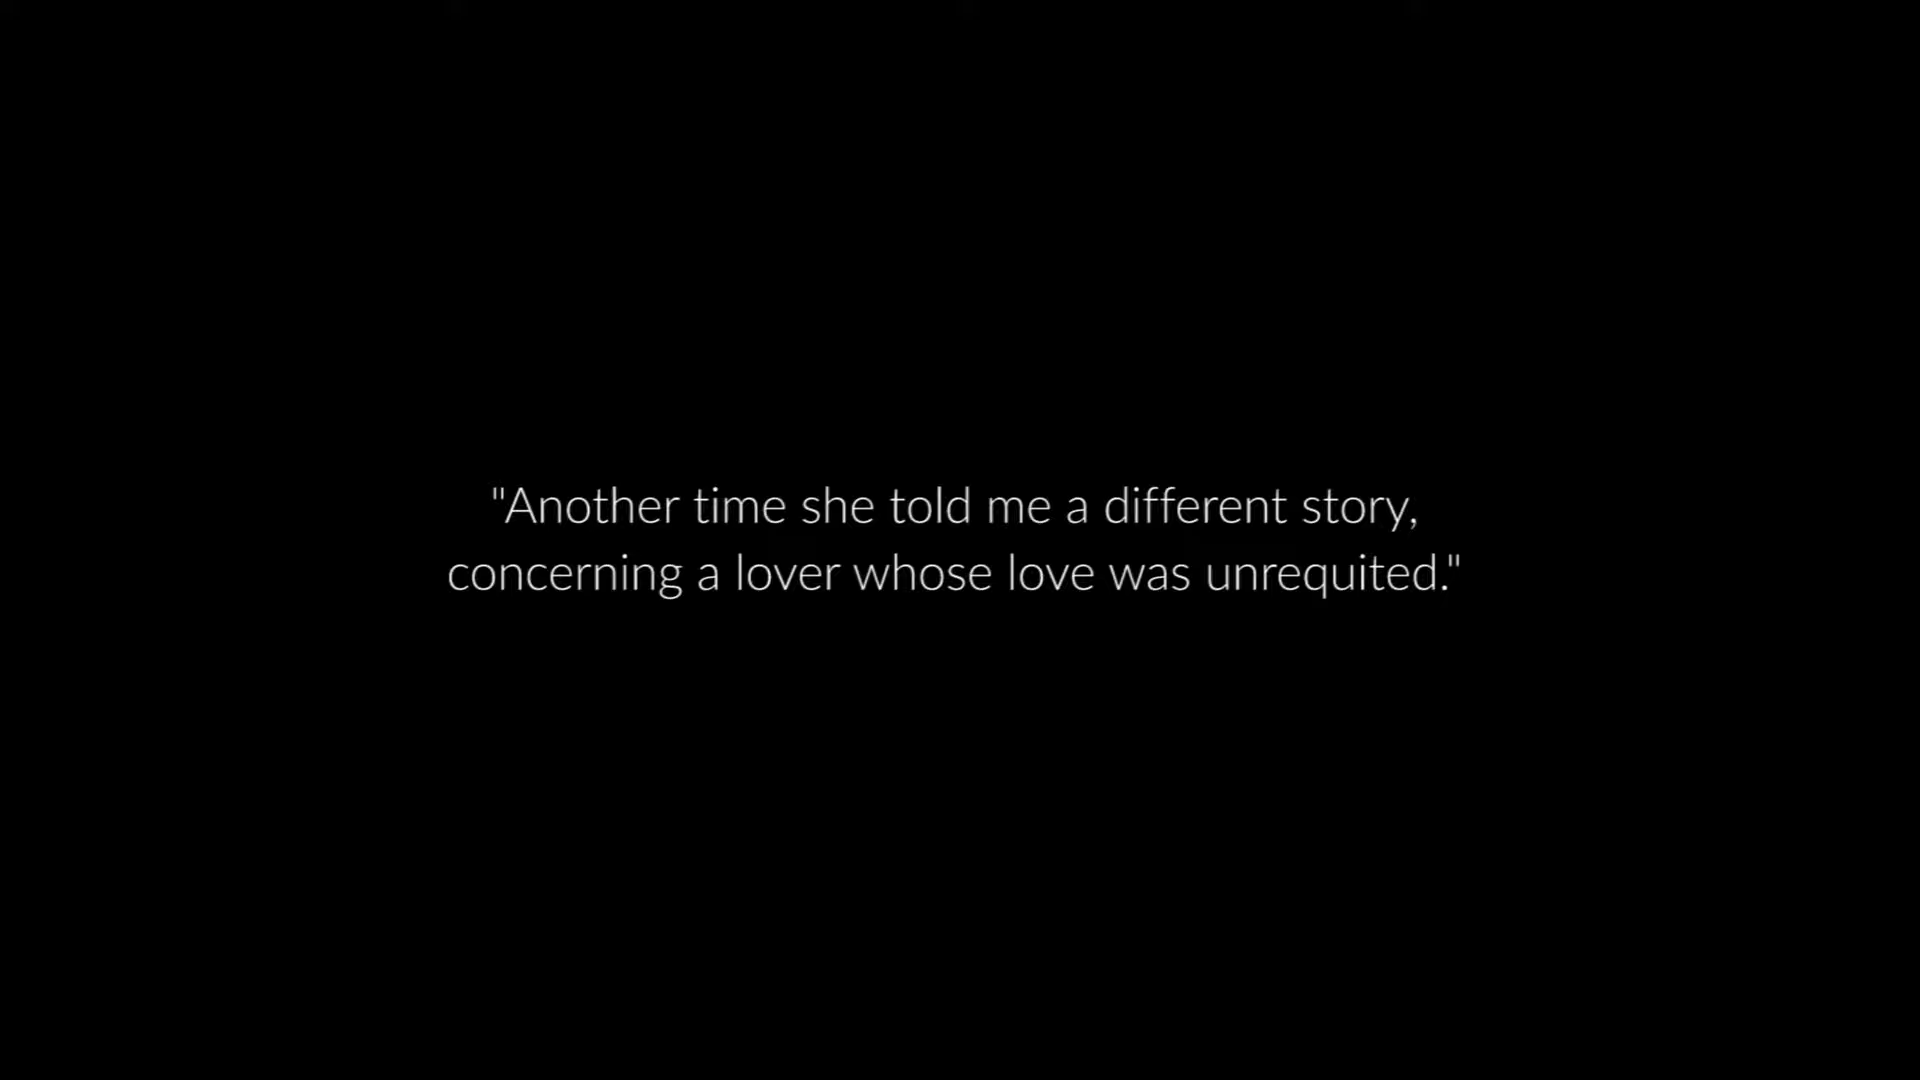 "Another time she told me a different story,
concerning a lover whose love was unrequited."